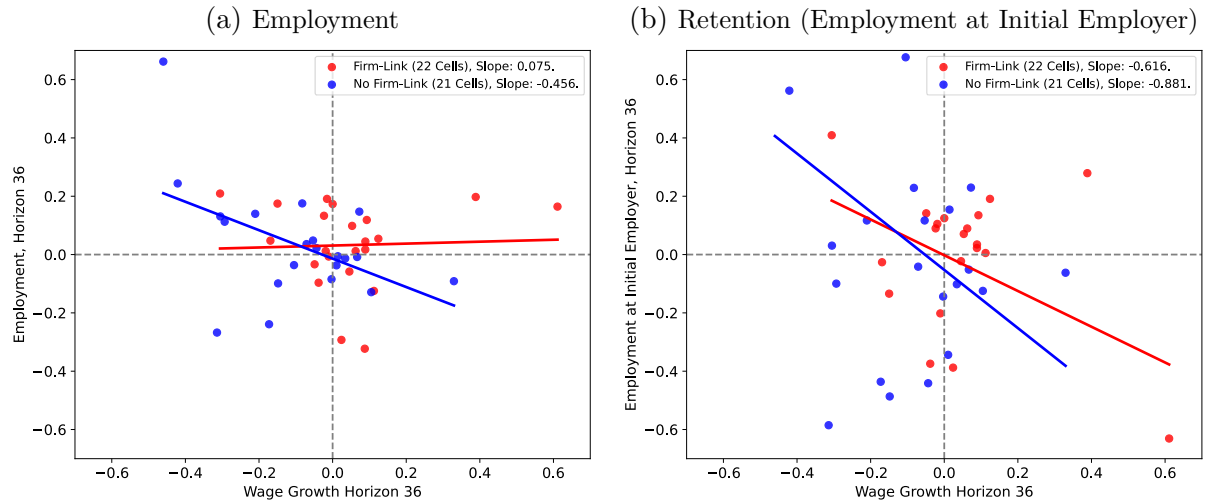 (a) Employment
Firm-Link (22 Cells), Slope: 0.075.
No Firm-Link (21 Cells), Slope: -0.456.
Employment, Horizon 36
0.6
0.4
0.2
0.0
−0.2
−0.4
−0.6
−0.6 −0.4 −0.2 0.0 0.2 0.4 0.6
Wage Growth Horizon 36
(b) Retention (Employment at Initial Employer)
Firm-Link (22 Cells), Slope: -0.616.
No Firm-Link (21 Cells), Slope: -0.881.
Employment at Initial Employer, Horizon 36
0.6
0.4
0.2
0.0
−0.2
−0.4
−0.6
−0.6 −0.4 −0.2 0.0 0.2 0.4 0.6
Wage Growth Horizon 36